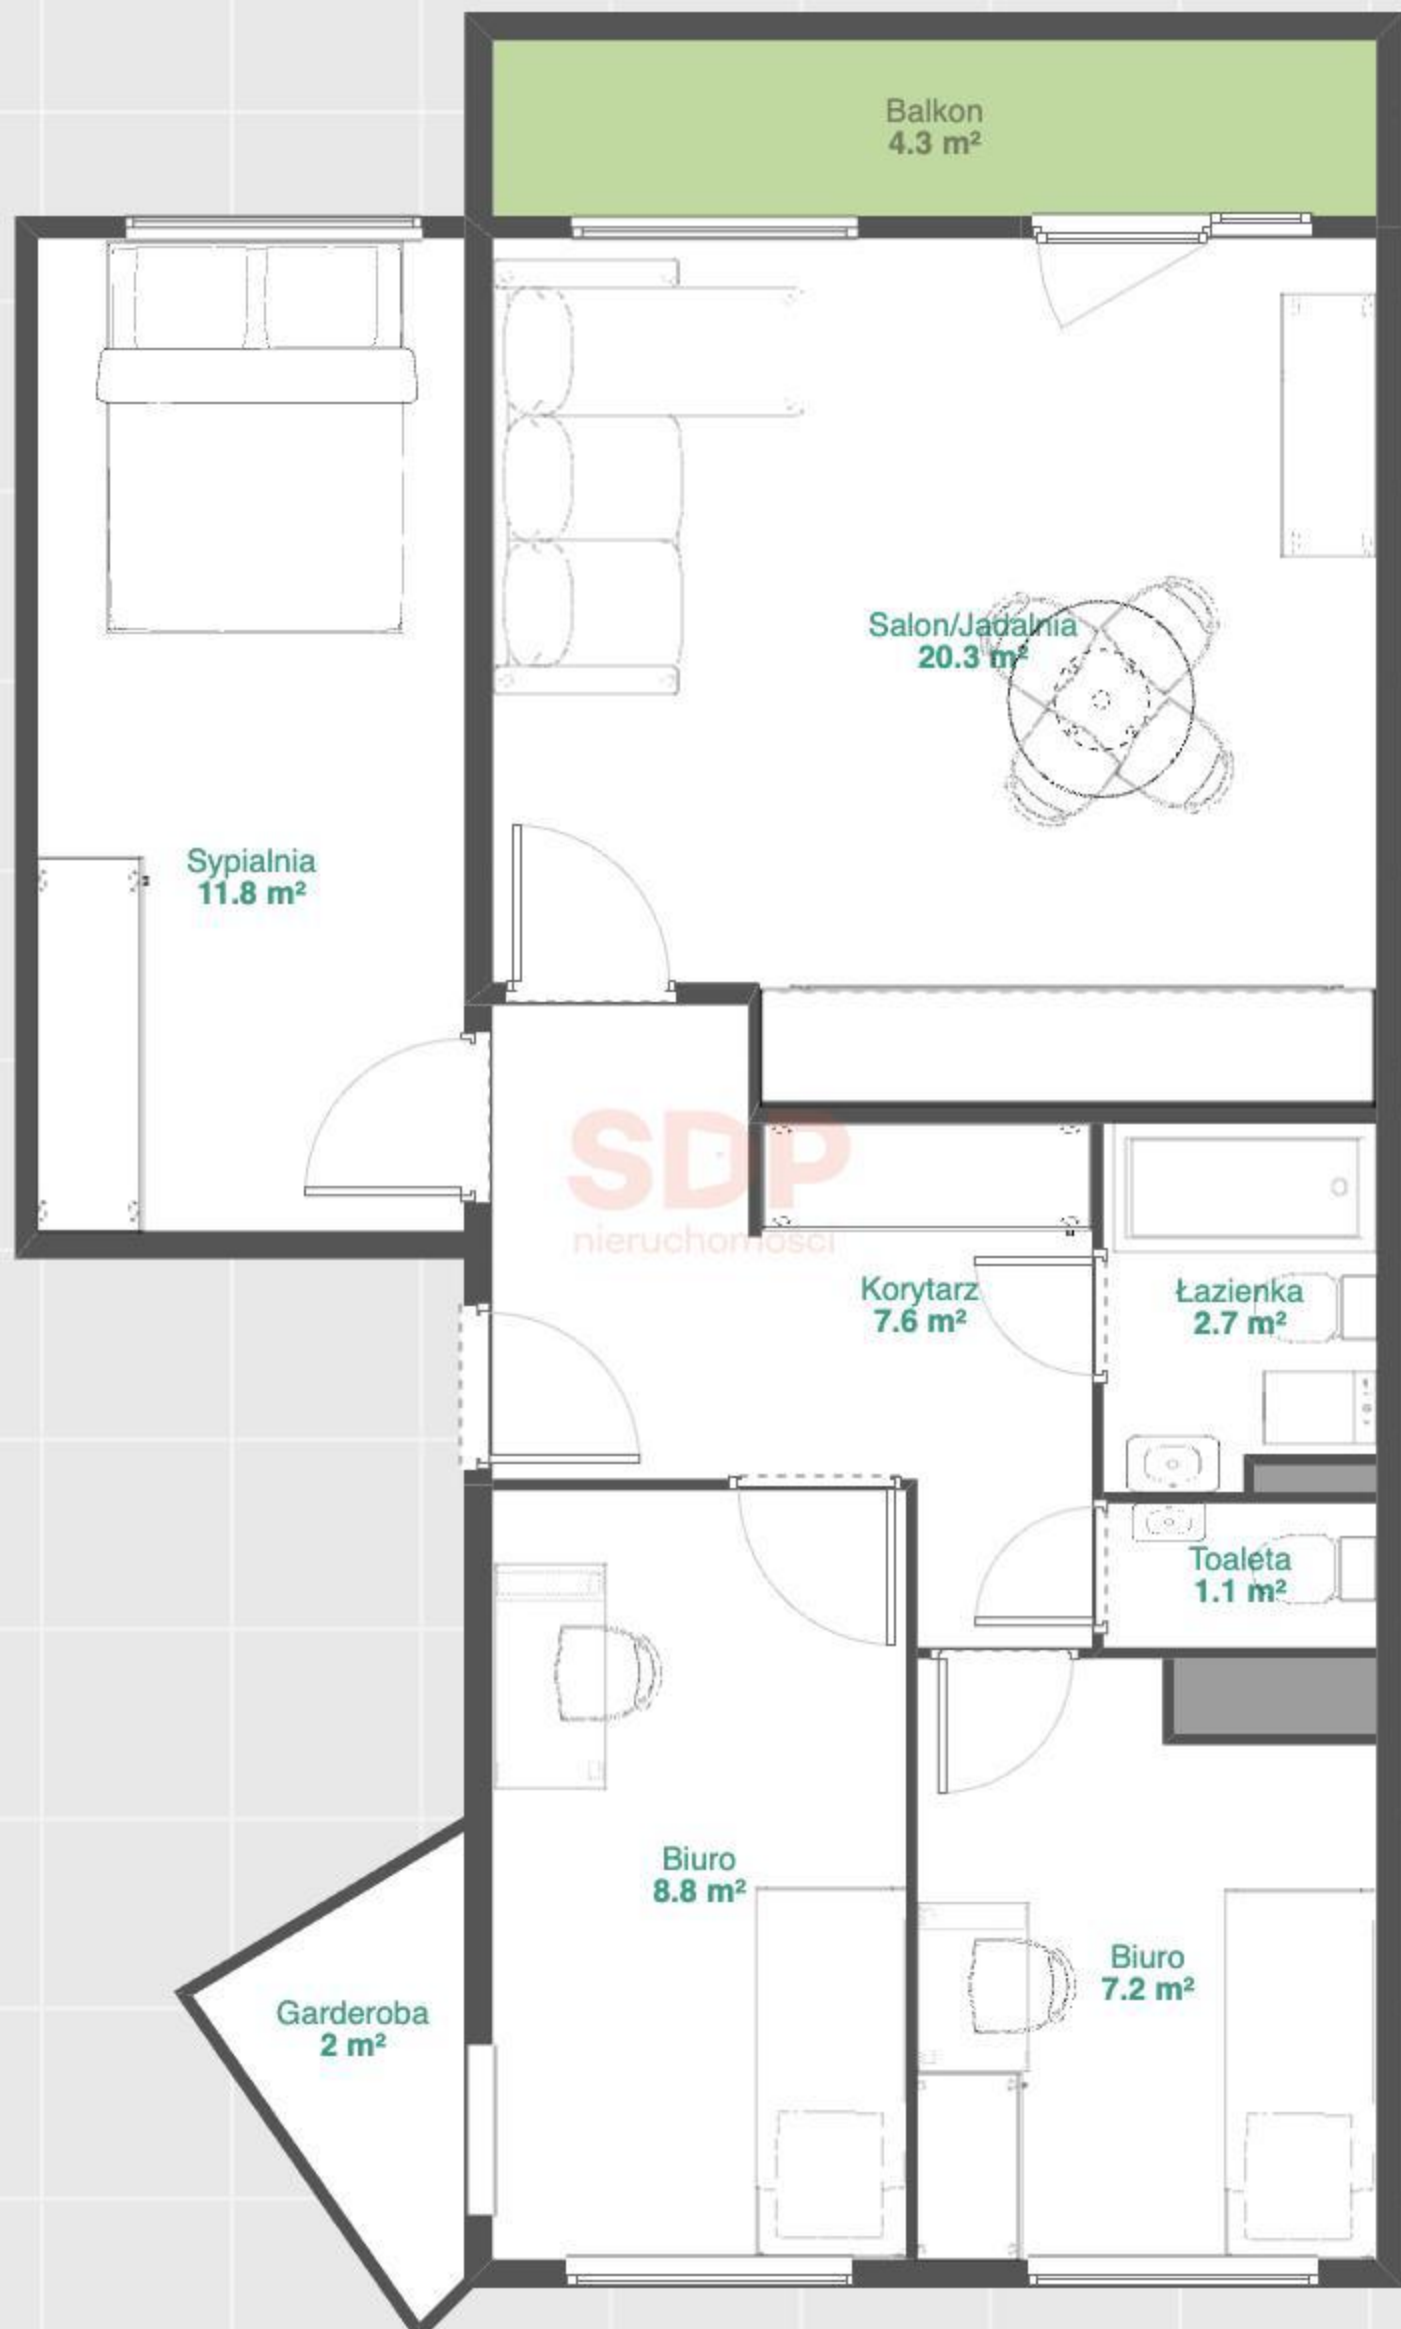 Balkon
4.3 m²
Salon/Jadalnia
20.3 m²
Sypialnia
11.8 m²
SDP
nieruchomości
Korytarz
7.6 m²
Łazienka
2.7 m²
Toaleta
1.1 m²
Biuro
8.8 m²
Biuro
7.2 m²
Garderoba
2 m²